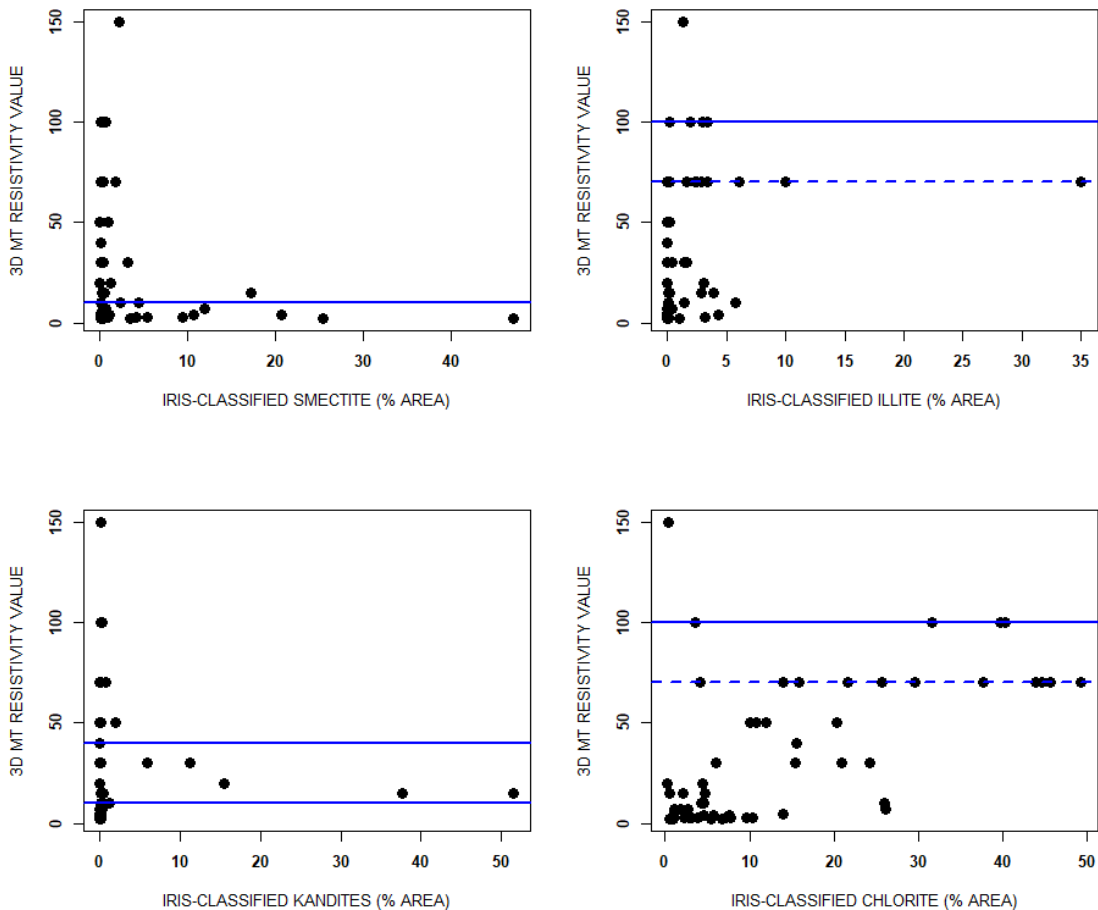 3D MT RESISTIVITY VALUE
150
100
50
0
0 10 20 30 40
IRIS-CLASSIFIED SMECTITE (% AREA)
3D MT RESISTIVITY VALUE
150
100
50
0
0 5 10 15 20 25 30 35
IRIS-CLASSIFIED ILLITE (% AREA)
3D MT RESISTIVITY VALUE
150
100
50
0
0 10 20 30 40 50
IRIS-CLASSIFIED KANDITES (% AREA)
3D MT RESISTIVITY VALUE
150
100
50
0
0 10 20 30 40 50
IRIS-CLASSIFIED CHLORITE (% AREA)